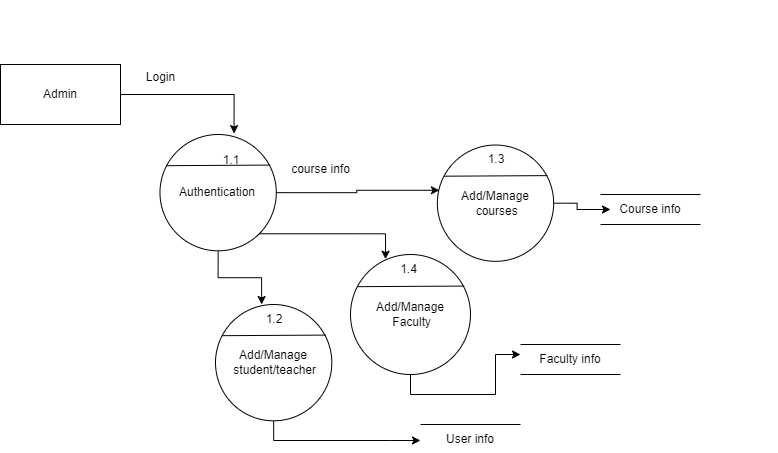 Login
Admin
1.1
Authentication
course info
1.3
Add/Manage
courses
Course info
1.4
Add/Manage
Faculty
1.2
Add/Manage
student/teacher
Faculty info
User info